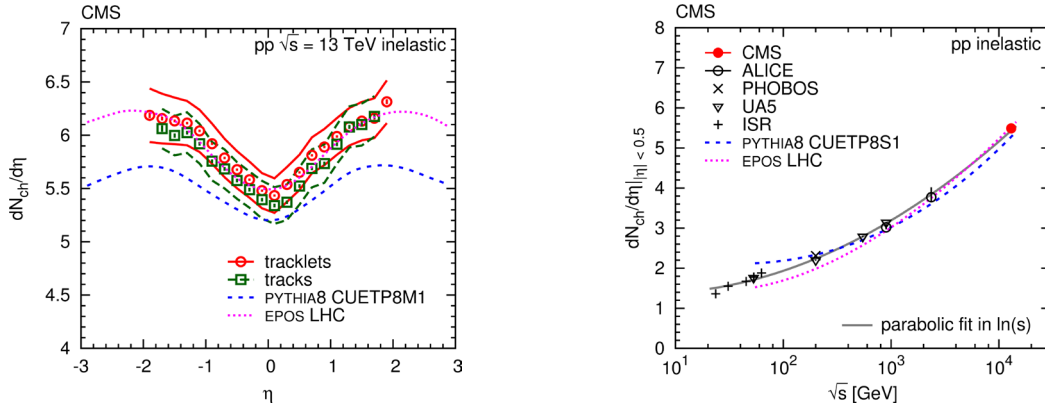 CMS
pp √s = 13 TeV inelastic
dN_ch/dη
7
6.5
6
5.5
5
4.5
4
tracklets
tracks
PYTHIA8 CUETP8M1
EPOS LHC
-3 -2 -1 0 1 2 3
η
CMS
pp inelastic
dN_ch/dη|_|η| < 0.5
8
7
6
5
4
3
2
1
0
CMS
ALICE
PHOBOS
UA5
ISR
PYTHIA8 CUETP8S1
EPOS LHC
parabolic fit in ln(s)
10^1 10^2 10^3 10^4
√s [GeV]